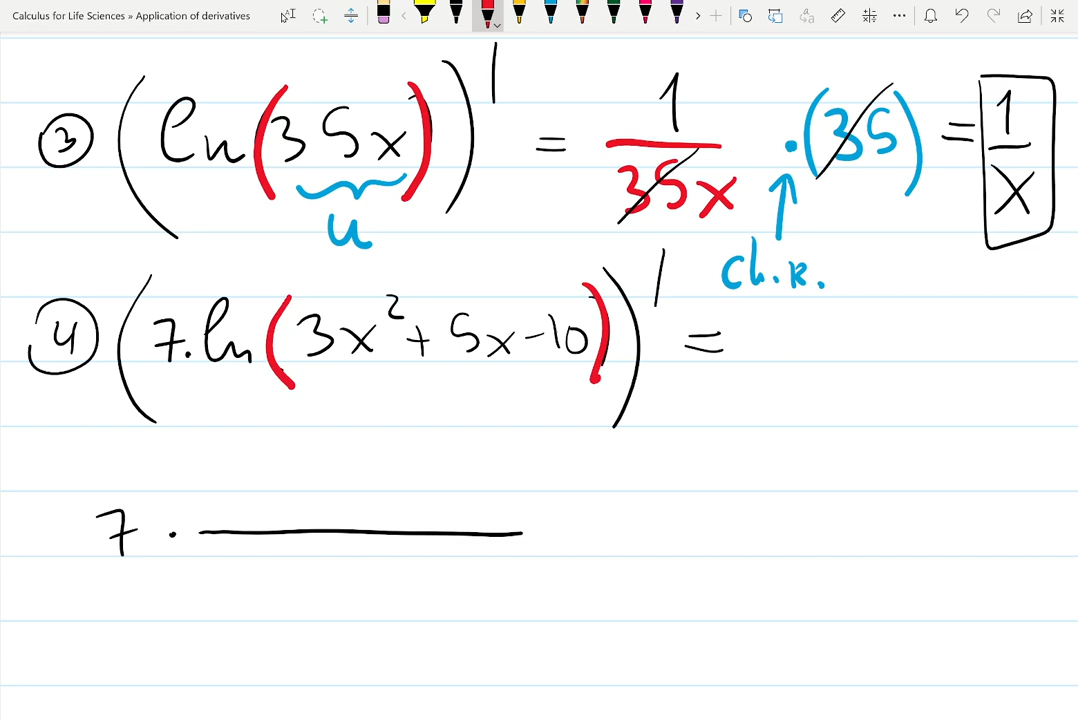 Calculus for Life Sciences » Application of derivatives
③ (ln(35x))' = 1/35x · (35) = 1/x
u
ch.R.
④ (7.ln(3x²+5x-10))' =
7 ·